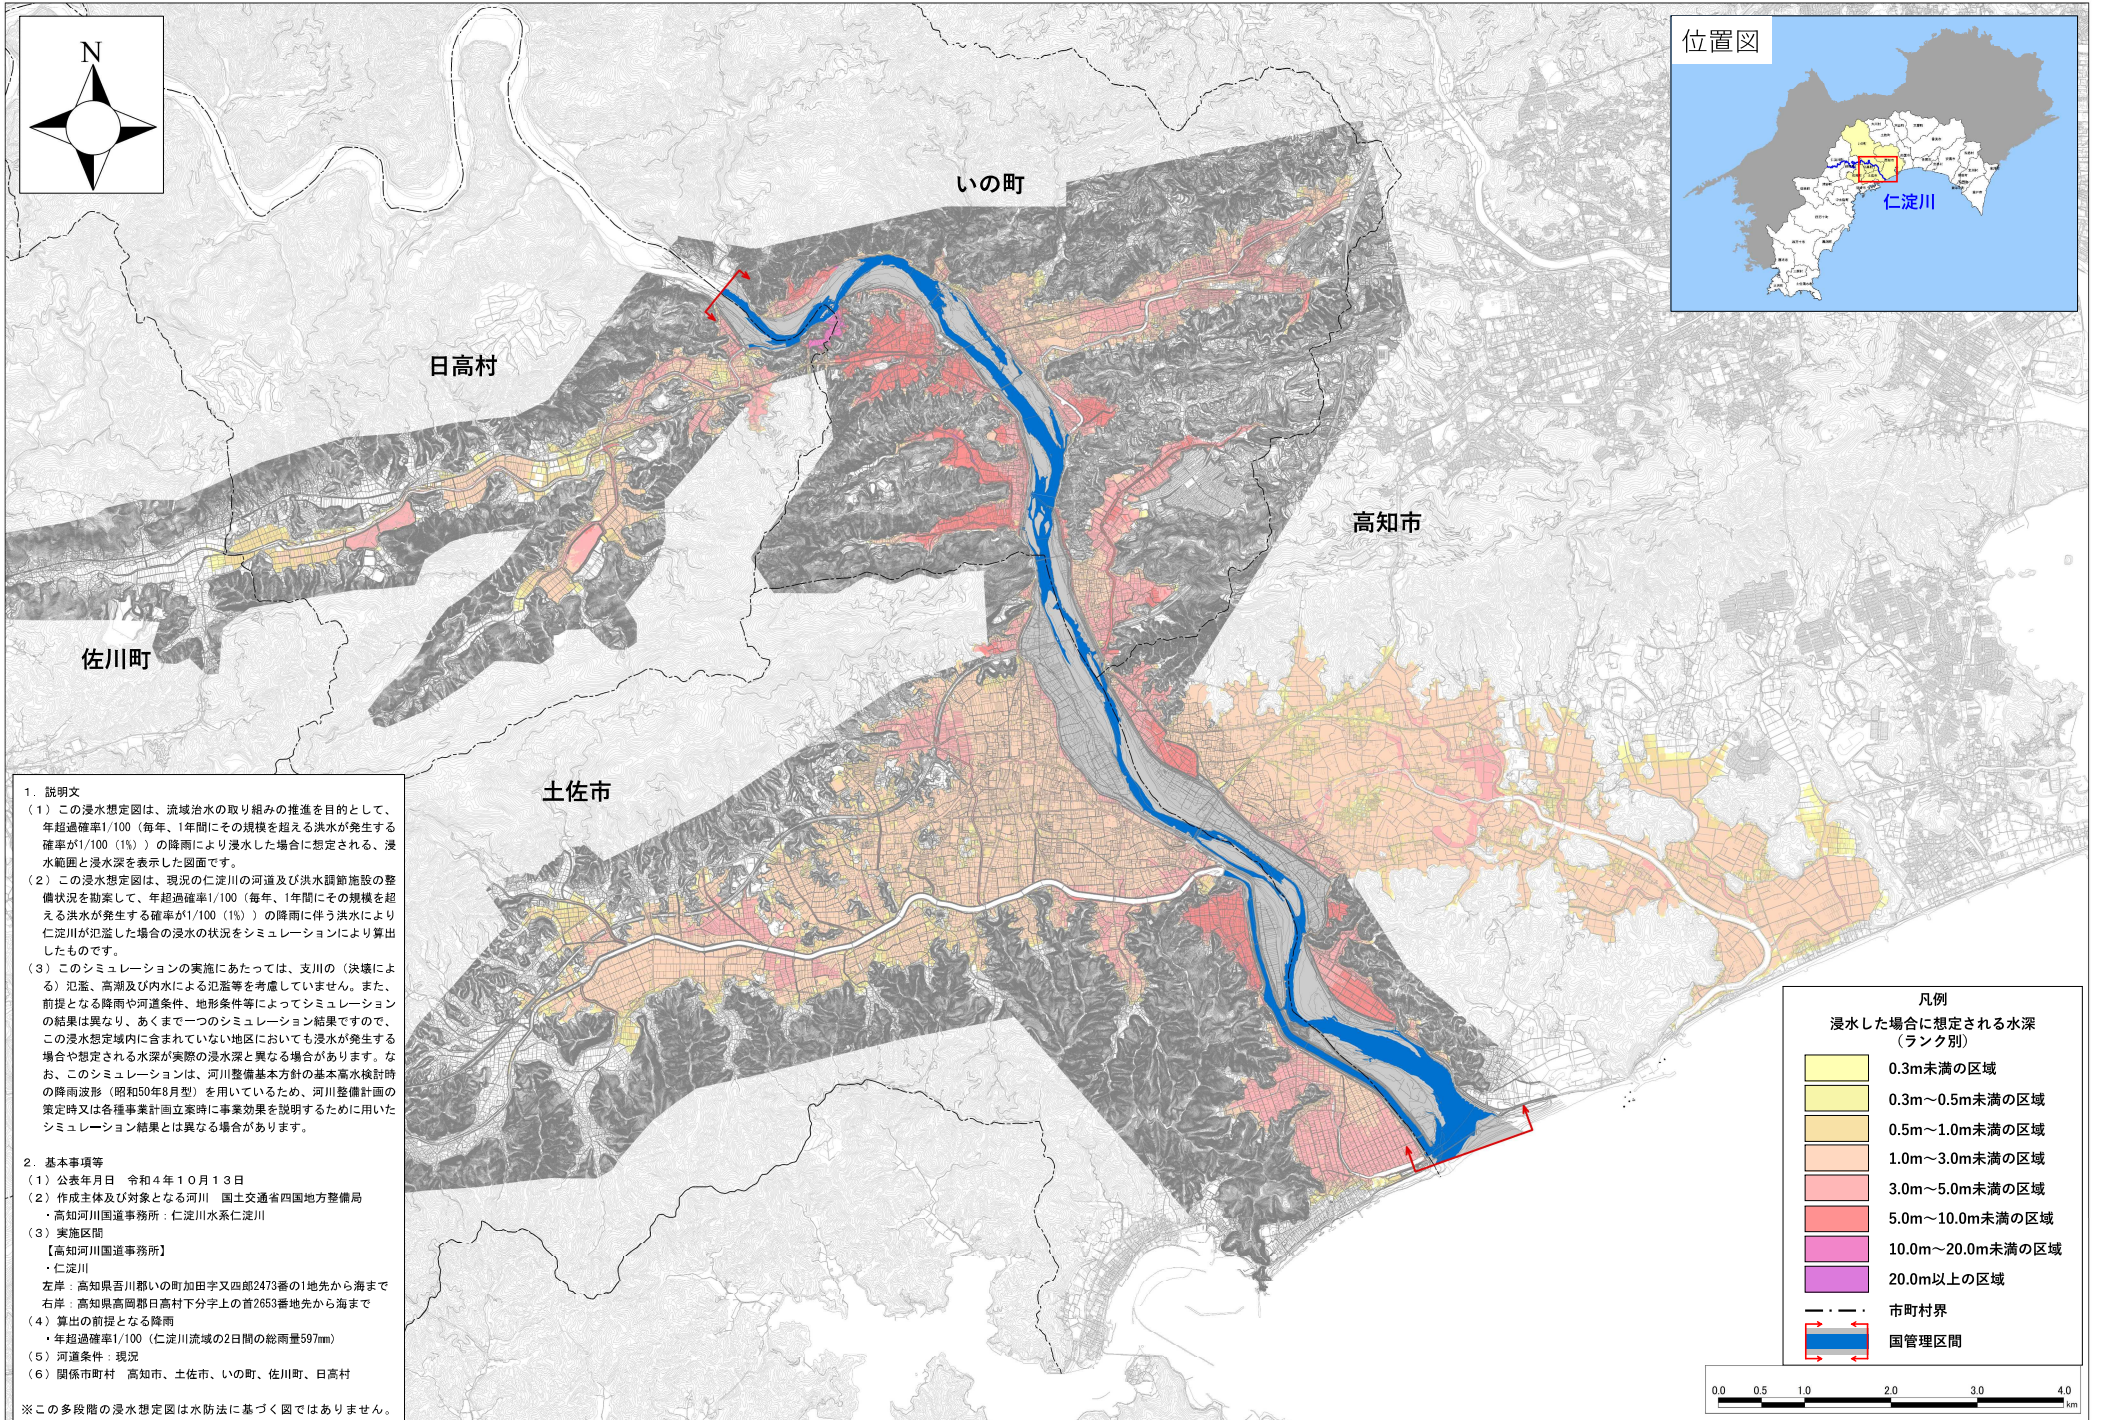 N
位置図
仁淀川
いの町
日高村
高知市
佐川町
土佐市
1．説明文
（1）この浸水想定図は、流域治水の取り組みの推進を目的として、
年超過確率1/100（毎年、1年間にその規模を超える洪水が発生する
確率が1/100（1%））の降雨により浸水した場合に想定される、浸
水範囲と浸水深を表示した図面です。
（2）この浸水想定図は、現況の仁淀川の河道及び洪水調節施設の整
備状況を勘案して、年超過確率1/100（毎年、1年間にその規模を超
える洪水が発生する確率が1/100（1%））の降雨に伴う洪水により
仁淀川が氾濫した場合の浸水の状況をシミュレーションにより算出
したものです。
（3）このシミュレーションの実施にあたっては、支川の（決壊によ
る）氾濫、高潮及び内水による氾濫等を考慮していません。また、
前提となる降雨や河道条件、地形条件等によってシミュレーション
の結果は異なり、あくまで一つのシミュレーション結果ですので、
この浸水想定域内に含まれていない地区においても浸水が発生する
場合や想定される水深が実際の浸水深と異なる場合があります。な
お、このシミュレーションは、河川整備基本方針の基本高水検討時
の降雨波形（昭和50年8月型）を用いているため、河川整備計画の
策定時又は各種事業計画立案時に事業効果を説明するために用いた
シミュレーション結果とは異なる場合があります。
2．基本事項等
（1）公表年月日　令和4年10月13日
（2）作成主体及び対象となる河川　国土交通省四国地方整備局
・高知河川国道事務所：仁淀川水系仁淀川
（3）実施区間
【高知河川国道事務所】
・仁淀川
左岸：高知県吾川郡いの町加田字又四郎2473番の1地先から海まで
右岸：高知県高岡郡日高村下分字上の首2653番地先から海まで
（4）算出の前提となる降雨
・年超過確率1/100（仁淀川流域の2日間の総雨量597mm）
（5）河道条件：現況
（6）関係市町村　高知市、土佐市、いの町、佐川町、日高村
※この多段階の浸水想定図は水防法に基づく図ではありません。
凡例
浸水した場合に想定される水深
（ランク別）
0.3m未満の区域
0.3m～0.5m未満の区域
0.5m～1.0m未満の区域
1.0m～3.0m未満の区域
3.0m～5.0m未満の区域
5.0m～10.0m未満の区域
10.0m～20.0m未満の区域
20.0m以上の区域
市町村界
国管理区間
0.0 0.5 1.0 2.0 3.0 4.0
km